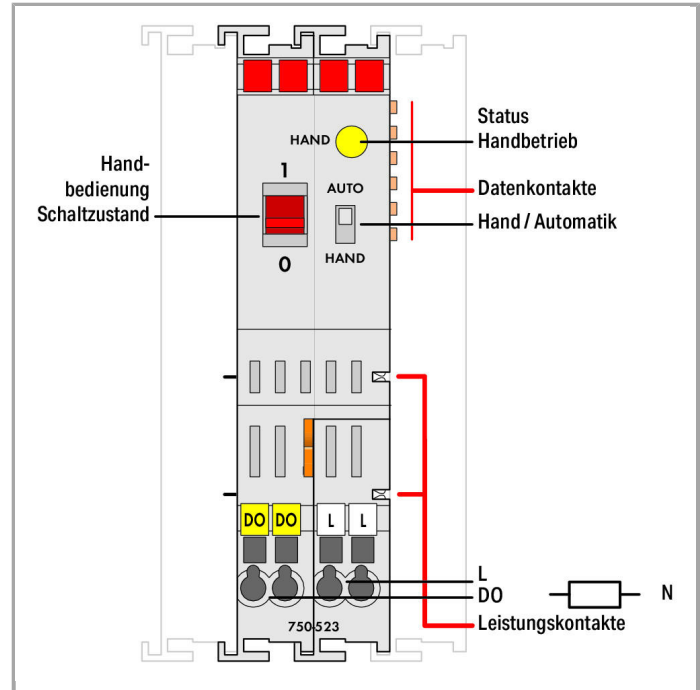 Status
HAND
Handbetrieb
Hand-
bedienung
Schaltzustand
1
AUTO
Datenkontakte
Hand / Automatik
HAND
0
DO DO L L
L
DO
N
750-523
Leistungskontakte